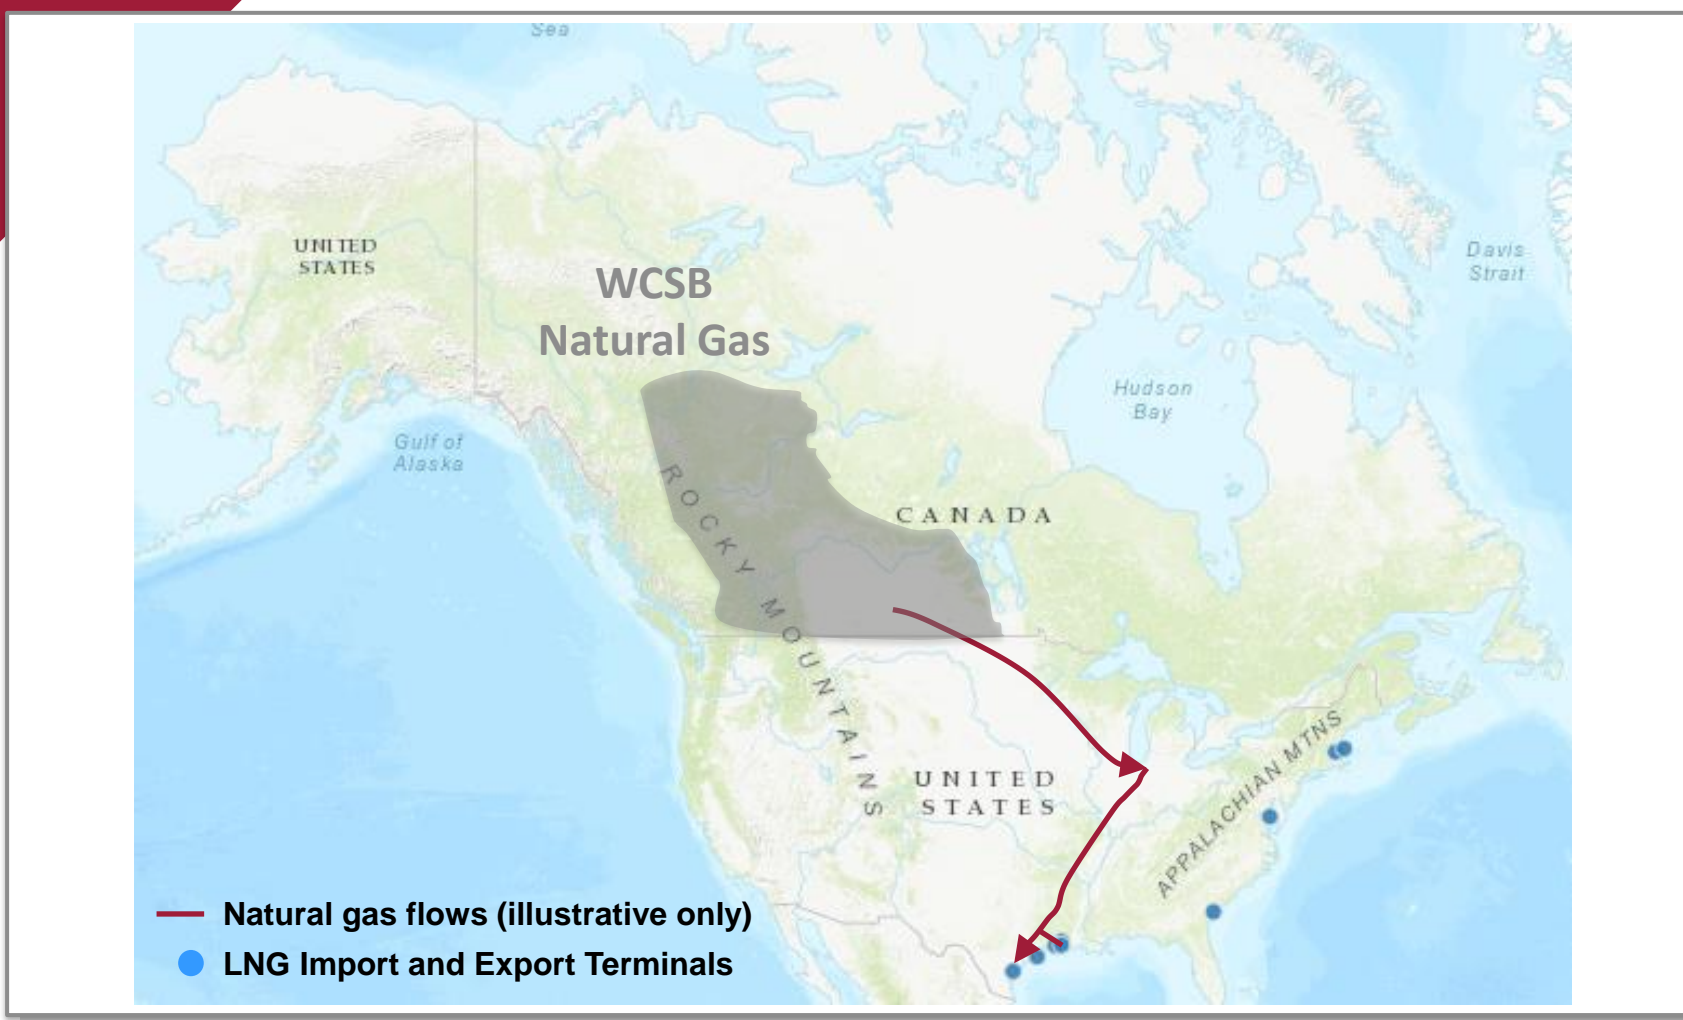 Sea
UNITED
STATES
Davis
Strait
WCSB
Natural Gas
Hudson
Bay
Gulf of
Alaska
ROCKY MOUNTAINS
CANADA
APPALACHIAN MTNS
UNITED
STATES
Natural gas flows (illustrative only)
LNG Import and Export Terminals